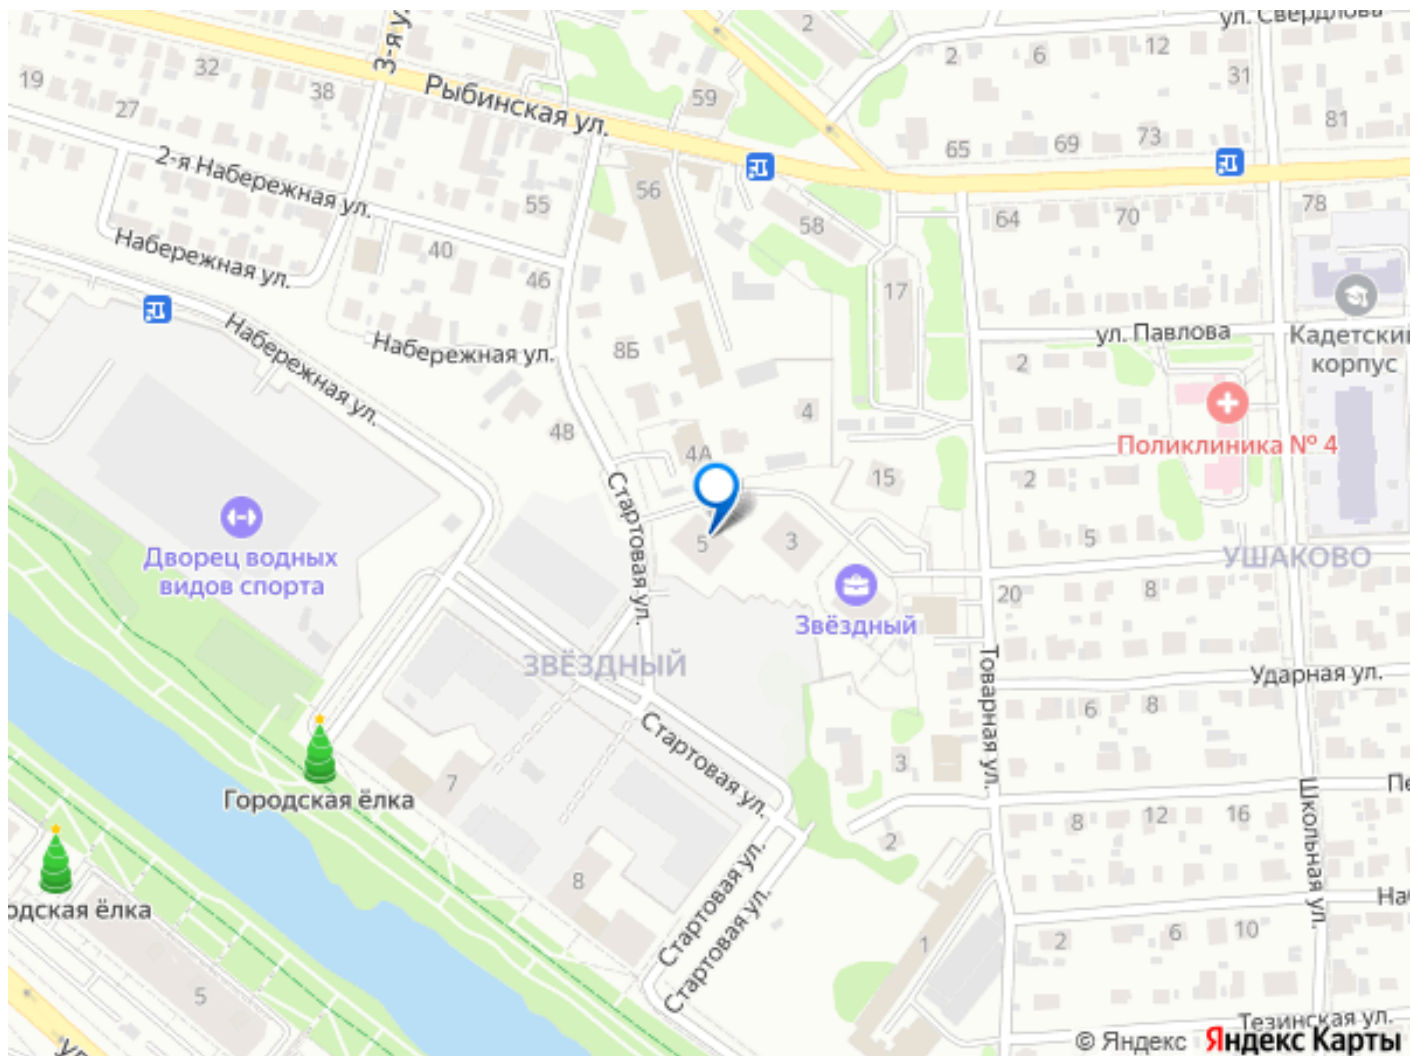 2
ул. Свердлова
3-я ул
19
32
38
27
2
6
12
31
59
81
Рыбинская ул.
65
69
73
2-я Набережная ул.
56
55
58
64
70
78
Набережная ул.
40
46
17
Набережная ул.
8Б
Набережная ул.
ул. Павлова
Кадетский
корпус
2
4
48
4А
Поликлиника № 4
15
2
Стартовая ул.
5
3
5
Дворец водных
видов спорта
УШАКОВО
20
8
Звёздный
ЗВЁЗДНЫЙ
Товарная ул.
Ударная ул.
6
8
Стартовая ул.
3
7
Городская ёлка
Пе
Школьная ул.
8
12
16
2
Стартовая ул.
Стартовая ул.
8
одская ёлка
На
1
2
6
10
5
Тезинская ул.
ул
© Яндекс Яндекс Карты